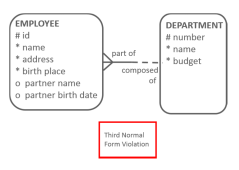 EMPLOYEE
# id
* name
* address
* birth place
o partner name
o partner birth date
part of
composed
of
DEPARTMENT
# number
* name
* budget
Third Normal
Form Violation